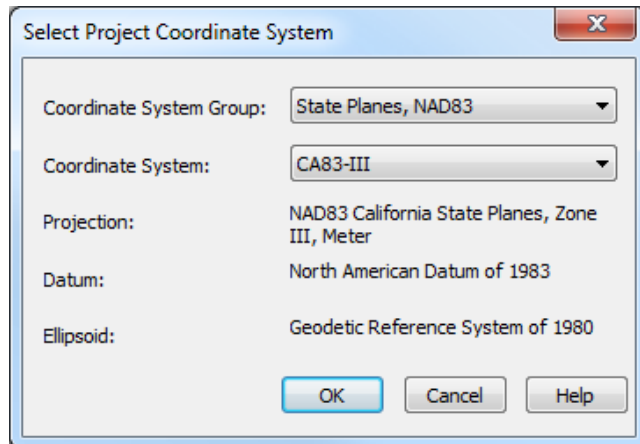 Select Project Coordinate System
Coordinate System Group: State Planes, NAD83
Coordinate System: CA83-III
Projection: NAD83 California State Planes, Zone
III, Meter
Datum: North American Datum of 1983
Ellipsoid: Geodetic Reference System of 1980
OK Cancel Help